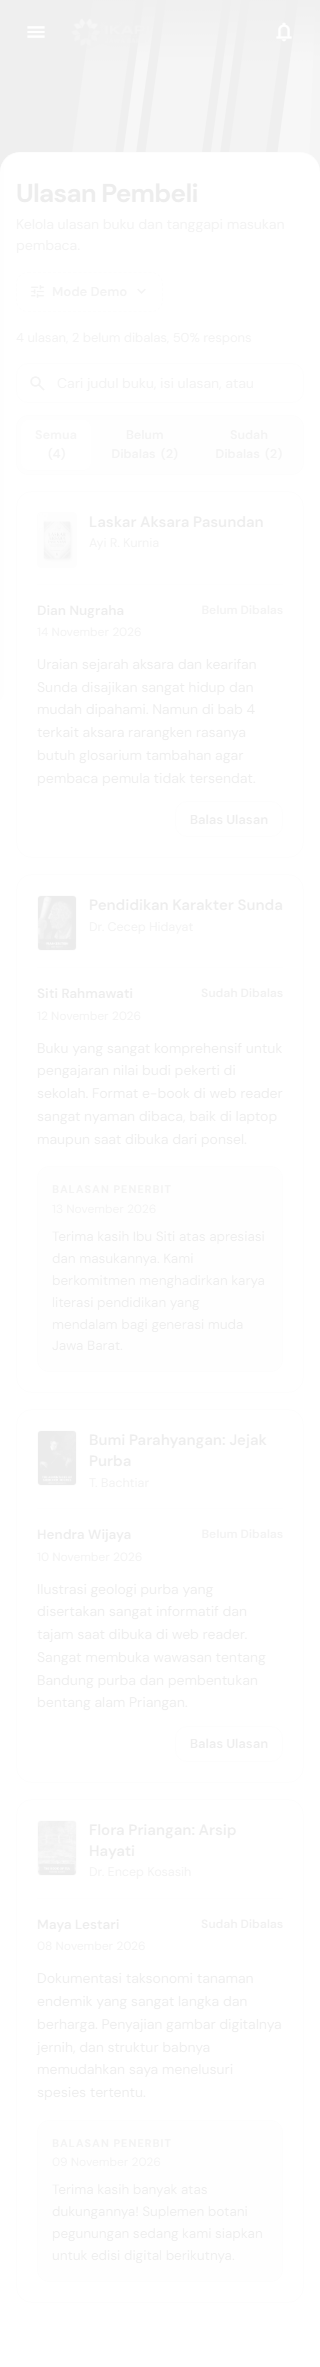 Ulasan Pembeli
Kelola ulasan buku dan tanggapi masukan
pembaca.
Mode Demo
4 ulasan, 2 belum dibalas, 50% respons
Cari judul buku, isi ulasan, atau
Semua
(4)
Belum
Dibalas (2)
Sudah
Dibalas (2)
Laskar Aksara Pasundan
Ayi R. Kurnia
Dian Nugraha
Belum Dibalas
14 November 2026
Uraian sejarah aksara dan kearifan
Sunda disajikan sangat hidup dan
mudah dipahami. Namun di bab 4
terkait aksara rarangken rasanya
butuh glosarium tambahan agar
pembaca pemula tidak tersendat.
Balas Ulasan
Pendidikan Karakter Sunda
Dr. Cecep Hidayat
Siti Rahmawati
Sudah Dibalas
12 November 2026
Buku yang sangat komprehensif untuk
pengajaran nilai budi pekerti di
sekolah. Format e-book di web reader
sangat nyaman dibaca, baik di laptop
maupun saat dibuka dari ponsel.
BALASAN PENERBIT
13 November 2026
Terima kasih Ibu Siti atas apresiasi
dan masukannya. Kami
berkomitmen menghadirkan karya
literasi pendidikan yang
mendalam bagi generasi muda
Jawa Barat.
Bumi Parahyangan: Jejak
Purba
T. Bachtiar
Hendra Wijaya
Belum Dibalas
10 November 2026
Ilustrasi geologi purba yang
disertakan sangat informatif dan
tajam saat dibuka di web reader.
Sangat membuka wawasan tentang
Bandung purba dan pembentukan
bentang alam Priangan.
Balas Ulasan
Flora Priangan: Arsip
Hayati
Dr. Encep Kosasih
Maya Lestari
Sudah Dibalas
08 November 2026
Dokumentasi taksonomi tanaman
endemik yang sangat langka dan
berharga. Penyajian gambar digitalnya
jernih, dan struktur babnya
memudahkan saya menelusuri
spesies tertentu.
BALASAN PENERBIT
09 November 2026
Terima kasih banyak atas
dukungannya! Suplemen botani
pegunungan sedang kami siapkan
untuk edisi digital berikutnya.